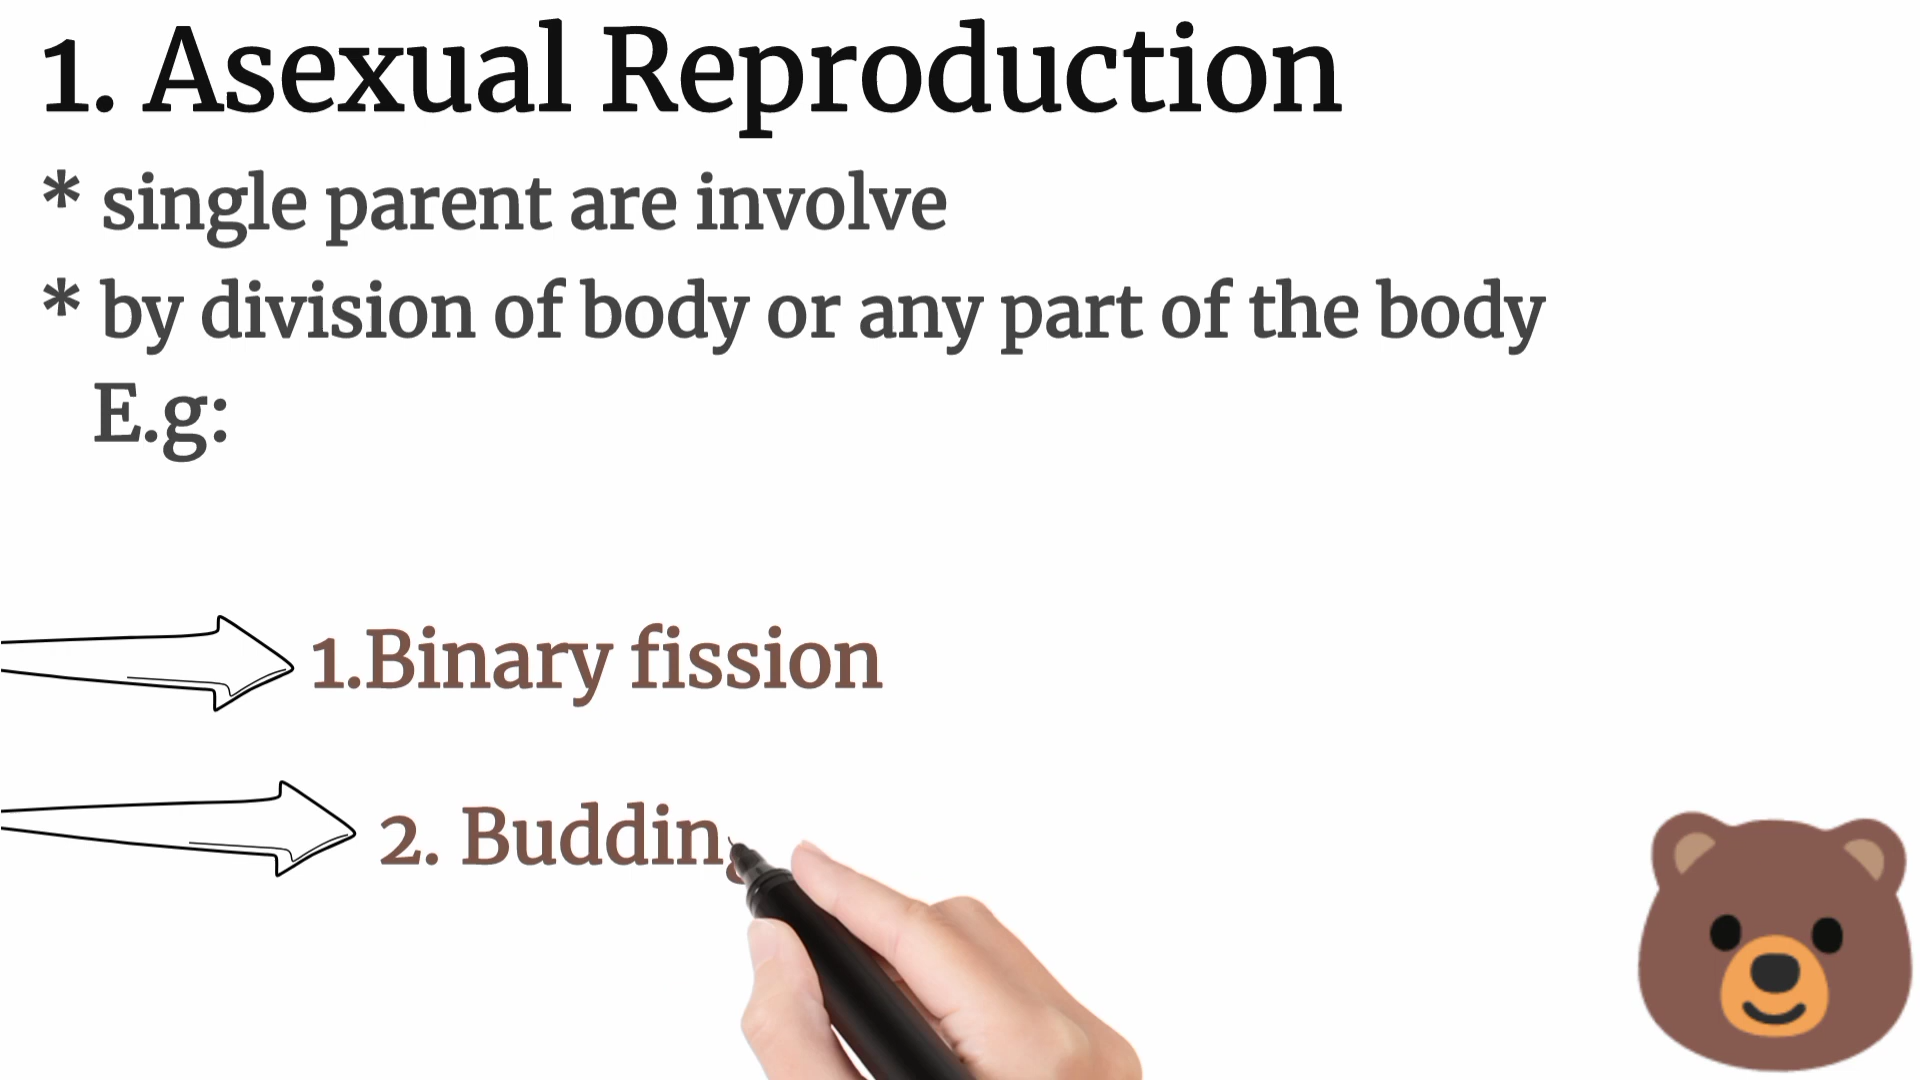 1. Asexual Reproduction
* single parent are involve
* by division of body or any part of the body
E.g:
1.Binary fission
2. Buddin